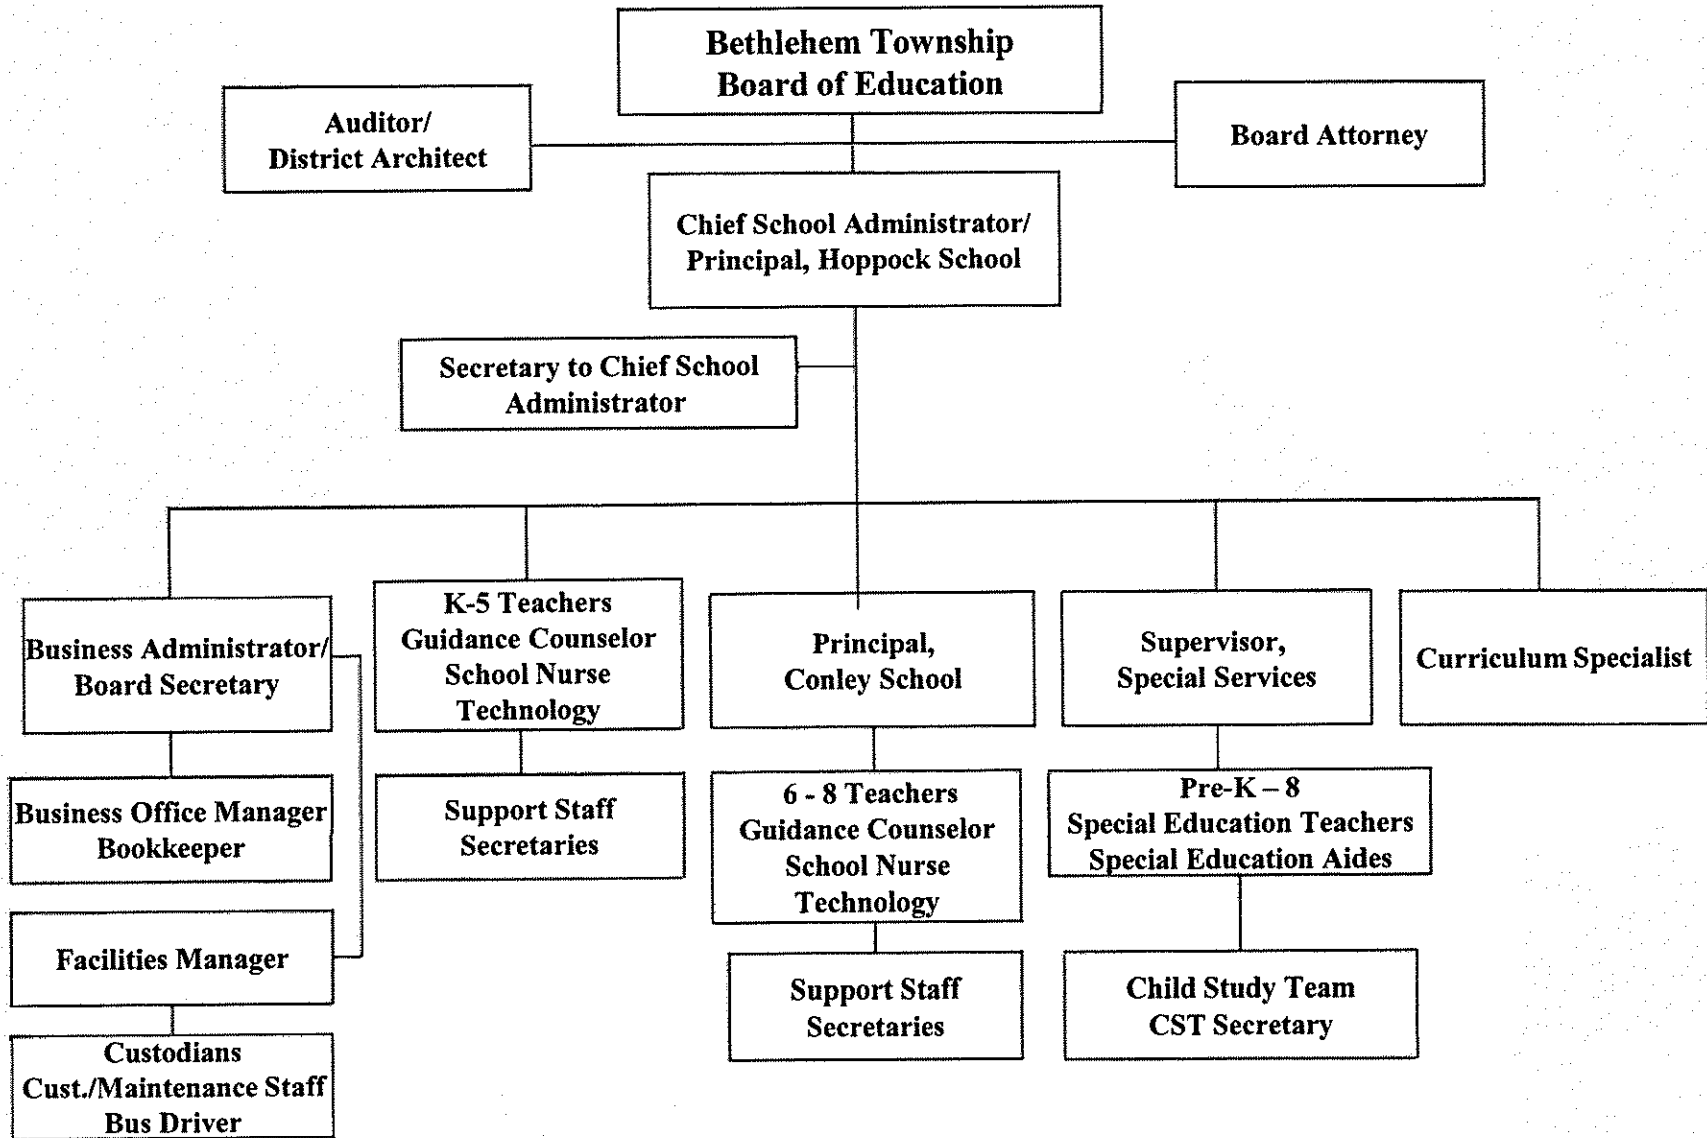 Bethlehem Township
Board of Education
Auditor/
District Architect
Board Attorney
Chief School Administrator/
Principal, Hoppock School
Secretary to Chief School
Administrator
Business Administrator/
Board Secretary
K-5 Teachers
Guidance Counselor
School Nurse
Technology
Principal,
Conley School
Supervisor,
Special Services
Curriculum Specialist
Business Office Manager
Bookkeeper
Support Staff
Secretaries
6 - 8 Teachers
Guidance Counselor
School Nurse
Technology
Pre-K – 8
Special Education Teachers
Special Education Aides
Facilities Manager
Support Staff
Secretaries
Child Study Team
CST Secretary
Custodians
Cust./Maintenance Staff
Bus Driver